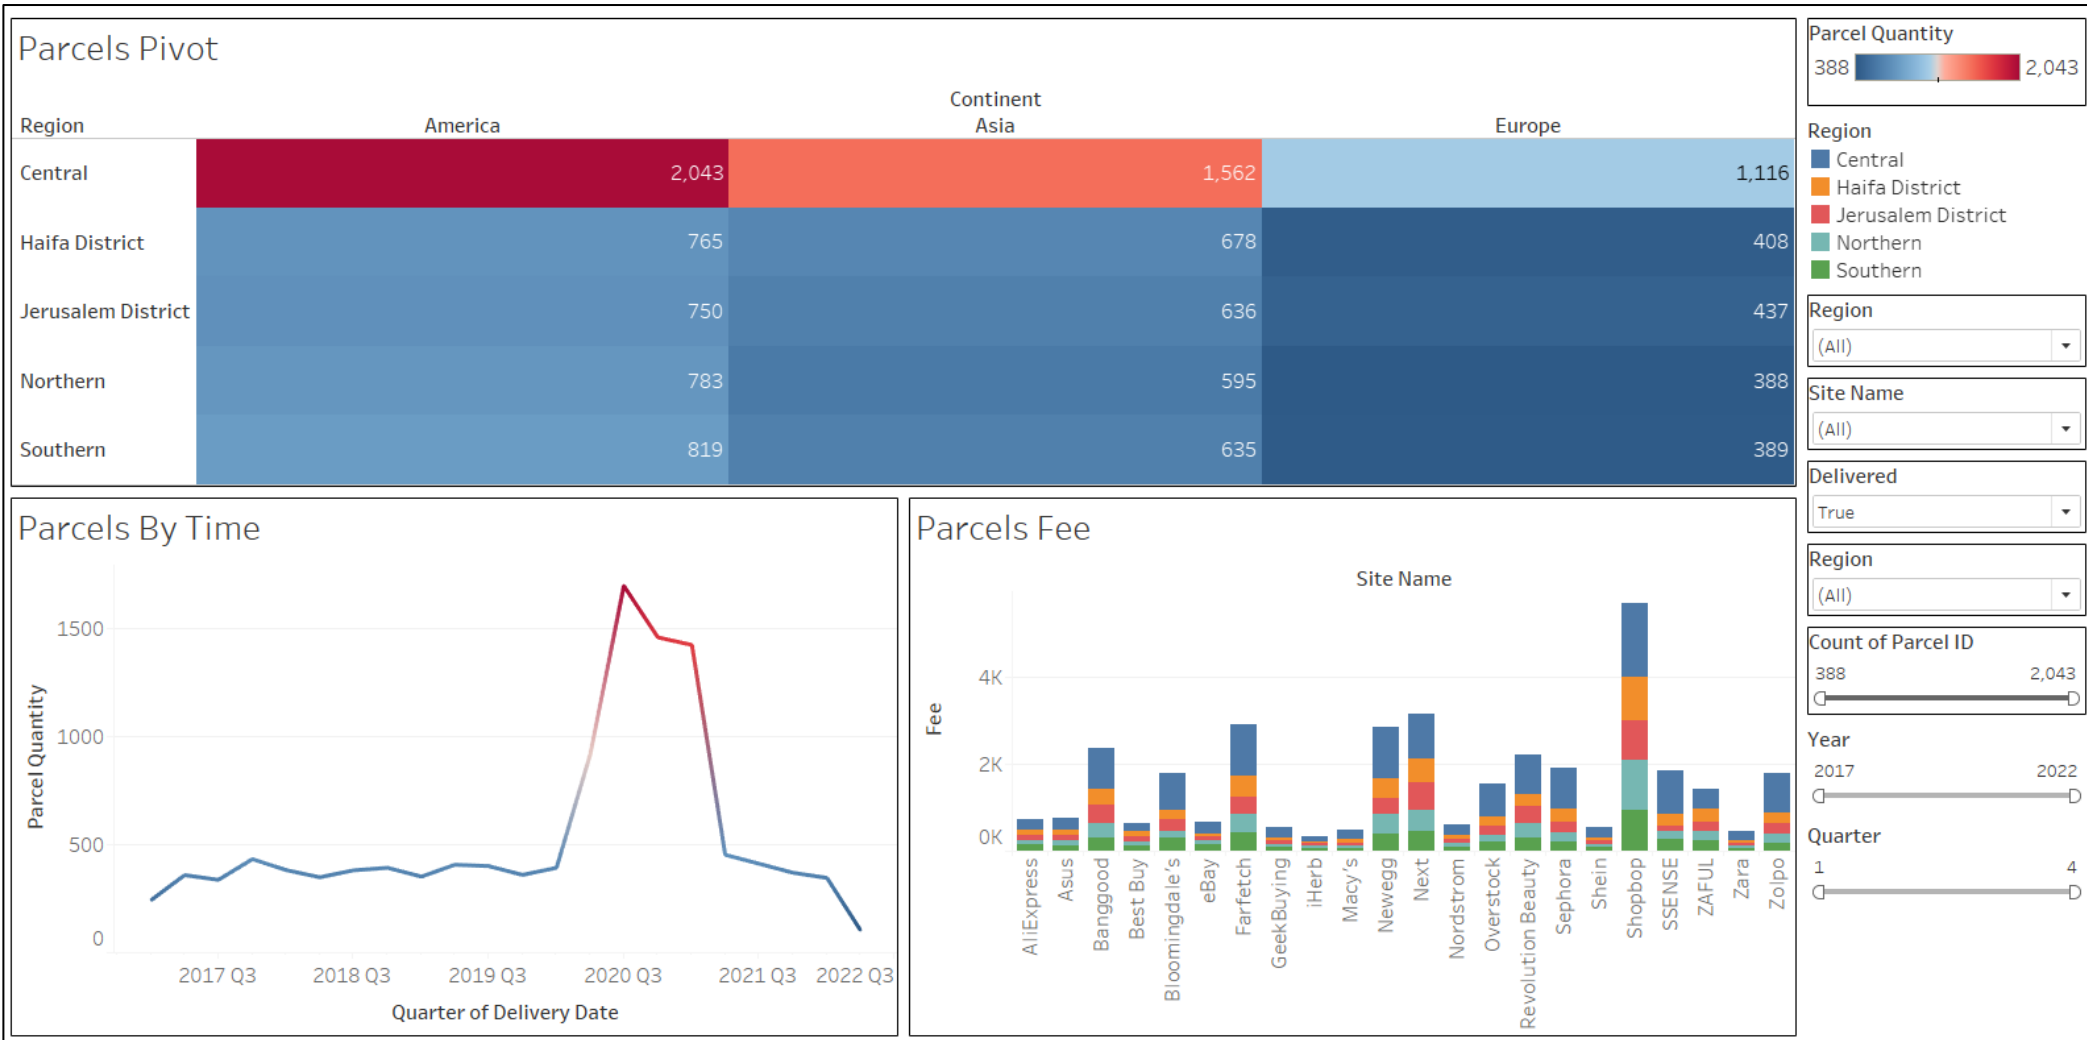 Parcels Pivot
Continent
Region America Asia Europe
Central 2,043 1,562 1,116
Haifa District 765 678 408
Jerusalem District 750 636 437
Northern 783 595 388
Southern 819 635 389
Parcels By Time
Parcel Quantity
1500
1000
500
0
2017 Q3 2018 Q3 2019 Q3 2020 Q3 2021 Q3 2022 Q3
Quarter of Delivery Date
Parcels Fee
Site Name
Fee
4K
2K
0K
AliExpress
Asus
Banggood
Best Buy
Bloomingdale's
eBay
Farfetch
GeekBuying
iHerb
Macy's
Newegg
Next
Nordstrom
Overstock
Revolution Beauty
Sephora
Shein
Shopbop
SSENSE
ZAFUL
Zara
Zolpo
Parcel Quantity
388 2,043
Region
Central
Haifa District
Jerusalem District
Northern
Southern
Region
(All)
Site Name
(All)
Delivered
True
Region
(All)
Count of Parcel ID
388 2,043
Year
2017 2022
Quarter
1 4